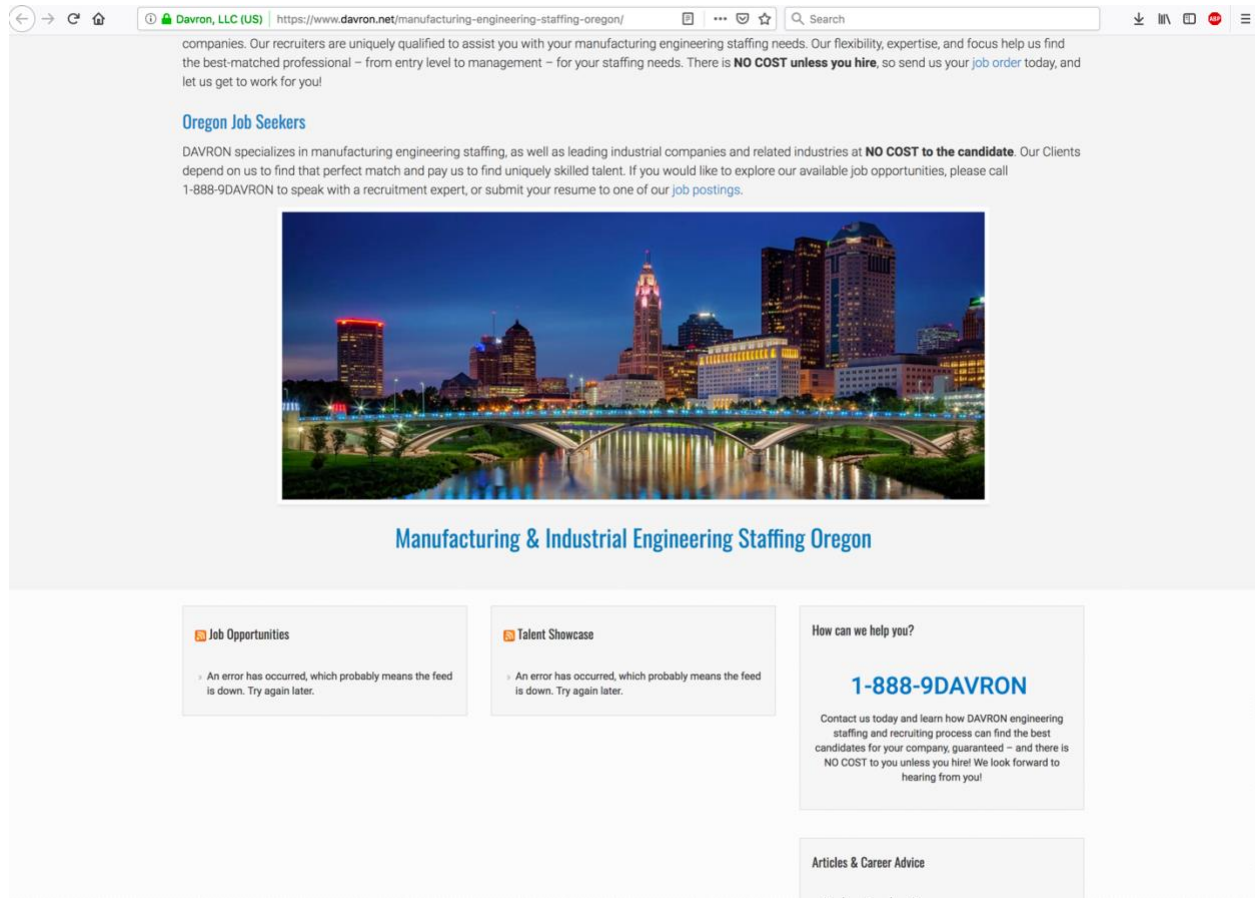 Davron, LLC (US)
https://www.davron.net/manufacturing-engineering-staffing-oregon/
Search
ABP
companies. Our recruiters are uniquely qualified to assist you with your manufacturing engineering staffing needs. Our flexibility, expertise, and focus help us find
the best-matched professional – from entry level to management – for your staffing needs. There is NO COST unless you hire, so send us your job order today, and
let us get to work for you!
Oregon Job Seekers
DAVRON specializes in manufacturing engineering staffing, as well as leading industrial companies and related industries at NO COST to the candidate. Our Clients
depend on us to find that perfect match and pay us to find uniquely skilled talent. If you would like to explore our available job opportunities, please call
1-888-9DAVRON to speak with a recruitment expert, or submit your resume to one of our job postings.
Manufacturing & Industrial Engineering Staffing Oregon
Job Opportunities
An error has occurred, which probably means the feed
is down. Try again later.
Talent Showcase
An error has occurred, which probably means the feed
is down. Try again later.
How can we help you?
1-888-9DAVRON
Contact us today and learn how DAVRON engineering
staffing and recruiting process can find the best
candidates for your company, guaranteed – and there is
NO COST to you unless you hire! We look forward to
hearing from you!
Articles & Career Advice